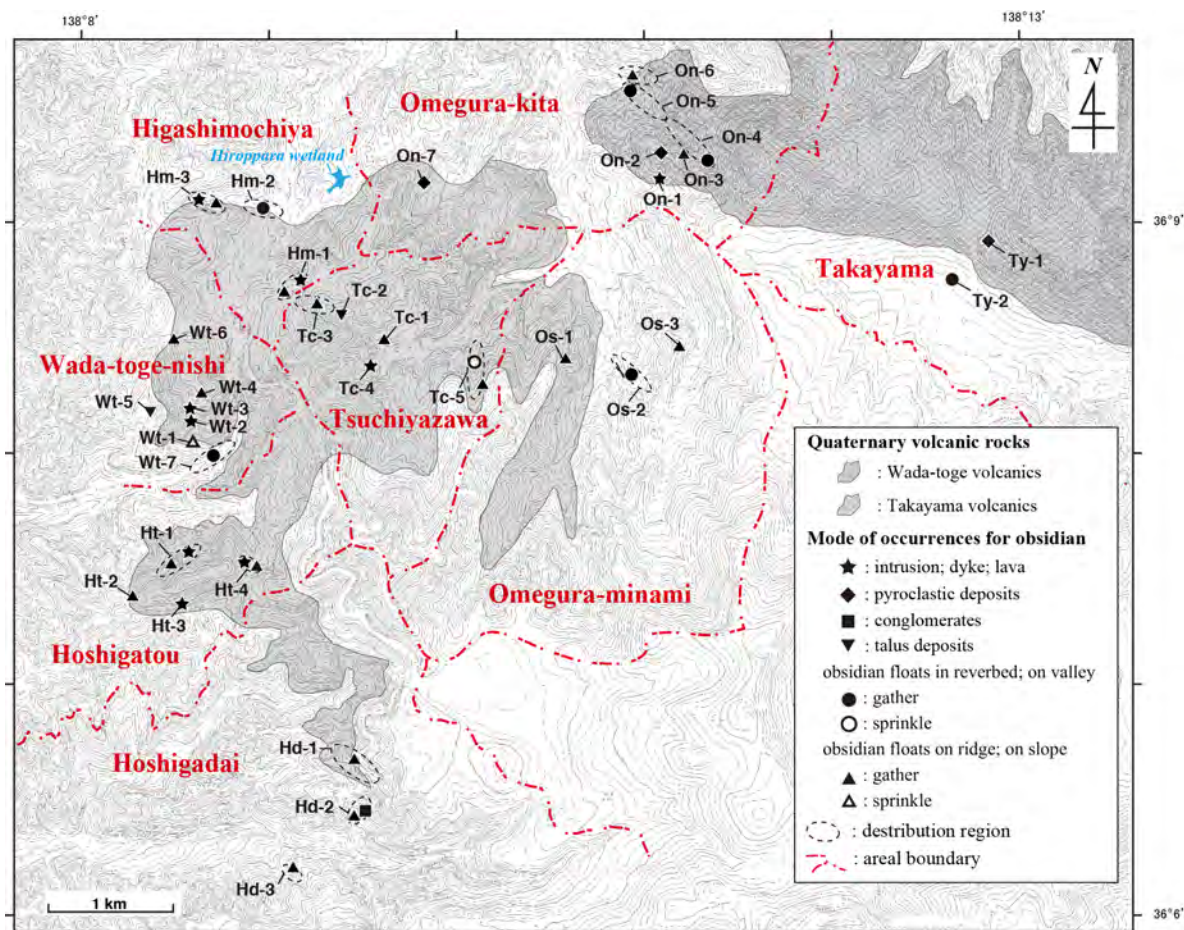 138°8′
138°13′
N
On-6
Omegura-kita
On-5
Higashimochiya
On-4
Hiroppara wetland
On-7
On-2
Hm-3
Hm-2
On-3
On-1
36°9′
Hm-1
Takayama
Ty-1
Tc-2
Ty-2
Tc-1
Wt-6
Tc-3
Os-1
Os-3
Wada-toge-nishi
Wt-4
Tc-4
Tc-5
Wt-5
Wt-3
Os-2
Tsuchiyazawa
Wt-2
Wt-1
Wt-7
Quaternary volcanic rocks
: Wada-toge volcanics
: Takayama volcanics
Ht-1
Mode of occurrences for obsidian
: intrusion; dyke; lava
Ht-2
Ht-4
: pyroclastic deposits
Omegura-minami
Ht-3
: conglomerates
: talus deposits
Hoshigatou
obsidian floats in reverbed; on valley
: gather
: sprinkle
Hd-1
obsidian floats on ridge; on slope
Hoshigadai
: gather
: sprinkle
Hd-2
: destribution region
: areal boundary
Hd-3
1 km
36°6′